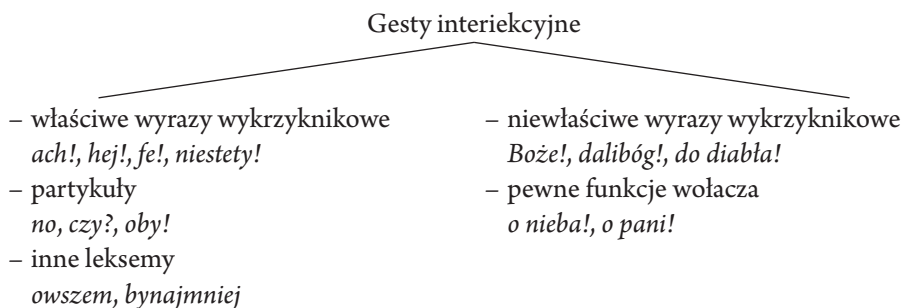 Gesty interiekcyjne
– właściwe wyrazy wykrzyknikowe
ach!, hej!, fe!, niestety!
– partykuły
no, czy?, oby!
– inne leksemy
owszem, bynajmniej
– niewłaściwe wyrazy wykrzyknikowe
Boże!, dalibóg!, do diabła!
– pewne funkcje wołacza
o nieba!, o pani!